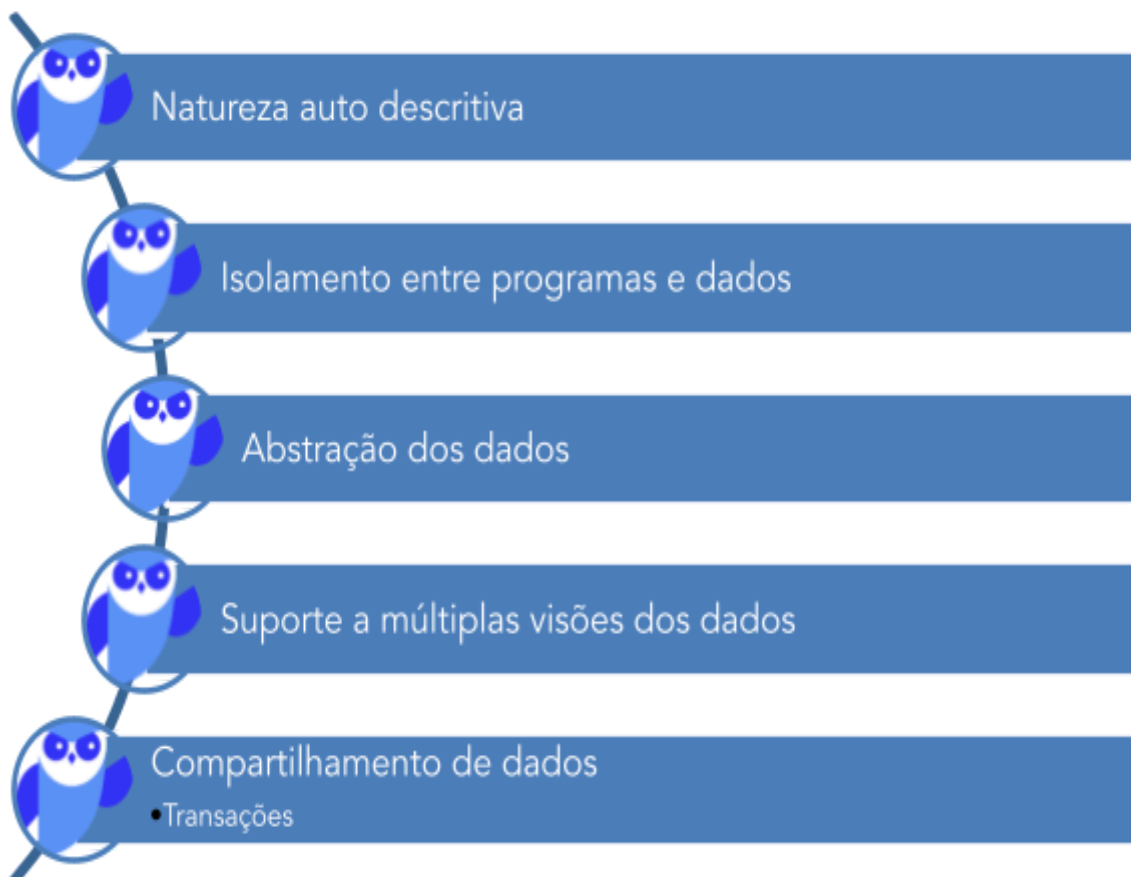 Natureza auto descritiva
Isolamento entre programas e dados
Abstração dos dados
Suporte a múltiplas visões dos dados
Compartilhamento de dados
•Transações